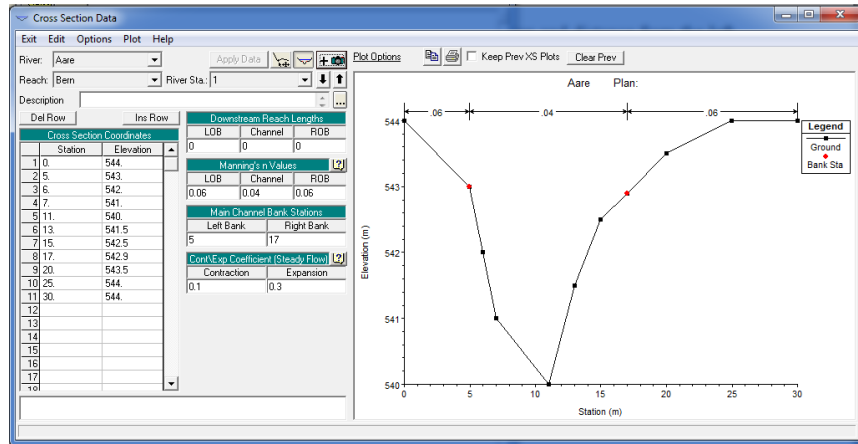 Cross Section Data
Exit Edit Options Plot Help
River: Aare Apply Data Plot Options Keep Prev XS Plots Clear Prev
Reach: Bern River Sta.: 1
Description ...
Del Row Ins Row
Cross Section Coordinates
Station Elevation
1 0. 544.
2 5. 543.
3 6. 542.
4 7. 541.
5 11. 540.
6 13. 541.5
7 15. 542.5
8 17. 542.9
9 20. 543.5
10 25. 544.
11 30. 544.
12
13
14
15
16
17
Downstream Reach Lengths
LOB Channel ROB
0 0 0
Manning's n Values ?
LOB Channel ROB
0.06 0.04 0.06
Main Channel Bank Stations
Left Bank Right Bank
5 17
Cont\Exp Coefficient (Steady Flow) ?
Contraction Expansion
0.1 0.3
Aare Plan:
.06 .04 .06
544
543
542
541
540
Elevation (m)
0 5 10 15 20 25 30
Station (m)
Legend
Ground
Bank Sta